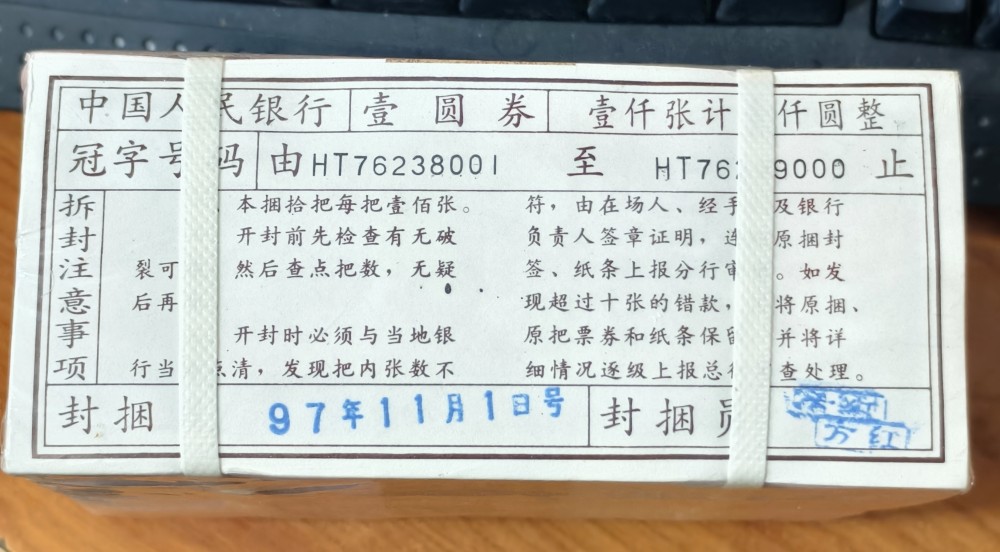 中国人民银行 壹圆券 壹仟张计 仟圆整
冠字号码 由HT76238001 至 HT76 9000 止
拆封注意事项
本捆拾把每把壹佰张。
开封前先检查有无破
裂可 然后查点把数，无疑
后再
开封时必须与当地银
行当 点清，发现把内张数不
符，由在场人、经手 及银行
负责人签章证明，连 原捆封
签、纸条上报分行审 。如发
现超过十张的错款， 将原捆、
原把票券和纸条保留 并将详
细情况逐级上报总行 查处理。
封捆 97年11月1日号 封捆员
方红